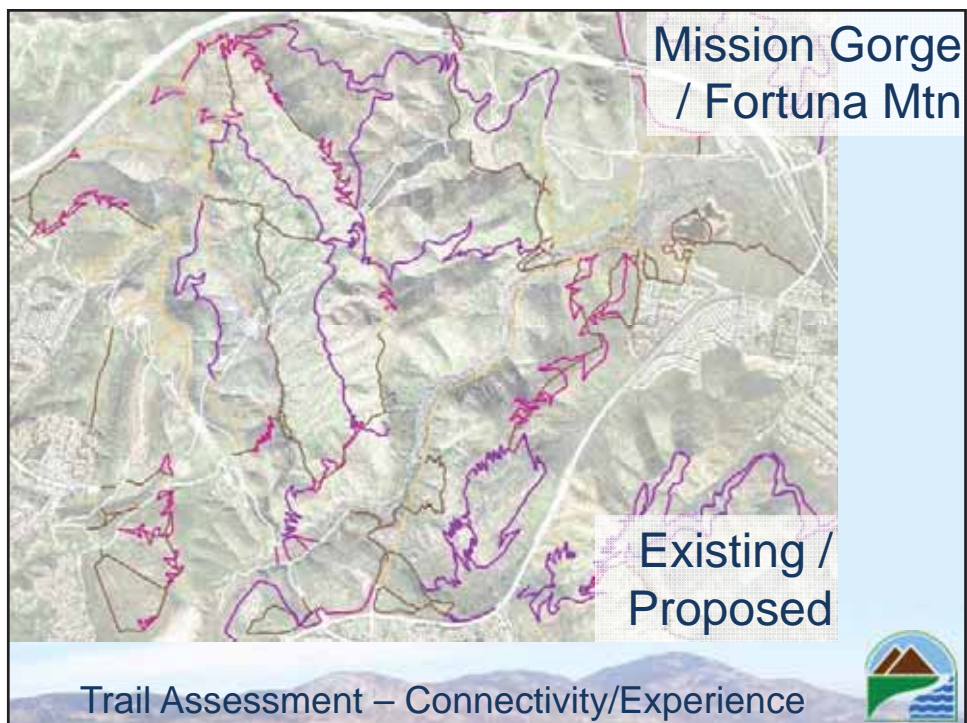 Mission Gorge
/ Fortuna Mtn
Existing /
Proposed
Trail Assessment – Connectivity/Experience